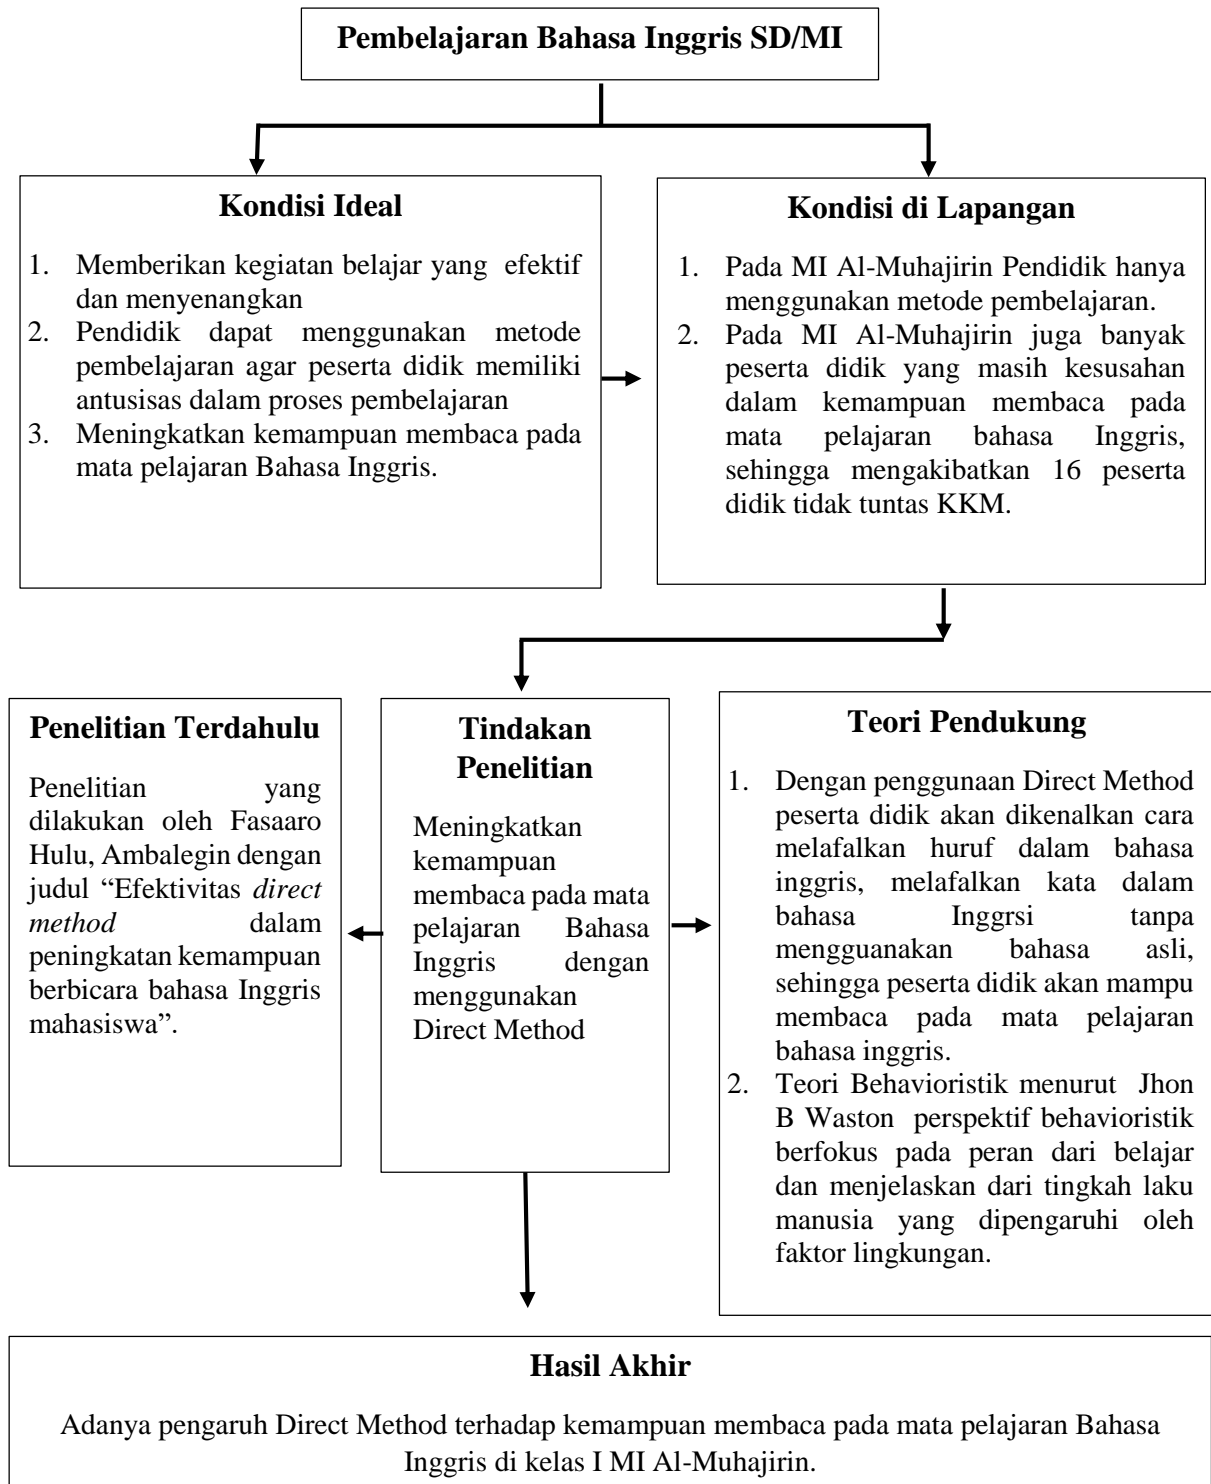 Pembelajaran Bahasa Inggris SD/MI
Kondisi Ideal
1. Memberikan kegiatan belajar yang efektif
dan menyenangkan
2. Pendidik dapat menggunakan metode
pembelajaran agar peserta didik memiliki
antusisas dalam proses pembelajaran
3. Meningkatkan kemampuan membaca pada
mata pelajaran Bahasa Inggris.
Kondisi di Lapangan
1. Pada MI Al-Muhajirin Pendidik hanya
menggunakan metode pembelajaran.
2. Pada MI Al-Muhajirin juga banyak
peserta didik yang masih kesusahan
dalam kemampuan membaca pada
mata pelajaran bahasa Inggris,
sehingga mengakibatkan 16 peserta
didik tidak tuntas KKM.
Penelitian Terdahulu
Penelitian yang
dilakukan oleh Fasaaro
Hulu, Ambalegin dengan
judul “Efektivitas direct
method dalam
peningkatan kemampuan
berbicara bahasa Inggris
mahasiswa”.
Tindakan
Penelitian
Meningkatkan
kemampuan
membaca pada mata
pelajaran Bahasa
Inggris dengan
menggunakan
Direct Method
Teori Pendukung
1. Dengan penggunaan Direct Method
peserta didik akan dikenalkan cara
melafalkan huruf dalam bahasa
inggris, melafalkan kata dalam
bahasa Inggrsi tanpa
mengguanakan bahasa asli,
sehingga peserta didik akan mampu
membaca pada mata pelajaran
bahasa inggris.
2. Teori Behavioristik menurut Jhon
B Waston perspektif behavioristik
berfokus pada peran dari belajar
dan menjelaskan dari tingkah laku
manusia yang dipengaruhi oleh
faktor lingkungan.
Hasil Akhir
Adanya pengaruh Direct Method terhadap kemampuan membaca pada mata pelajaran Bahasa
Inggris di kelas I MI Al-Muhajirin.